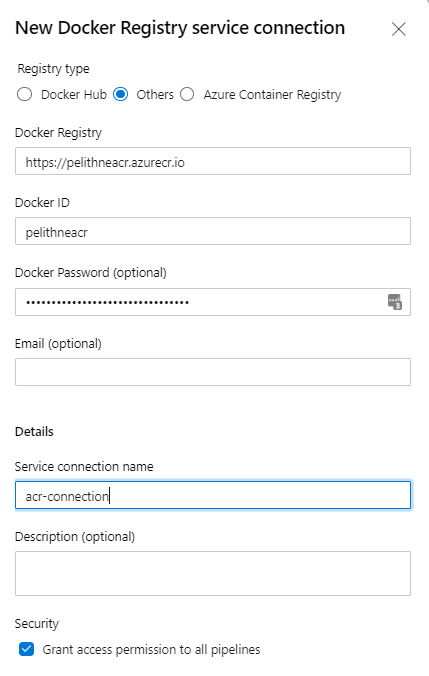 New Docker Registry service connection
Registry type
Docker Hub Others Azure Container Registry
Docker Registry
https://pelithneacr.azurecr.io
Docker ID
pelithneacr
Docker Password (optional)
••••••••••••••••••••••••••••••••
Email (optional)
Details
Service connection name
acr-connection
Description (optional)
Security
Grant access permission to all pipelines